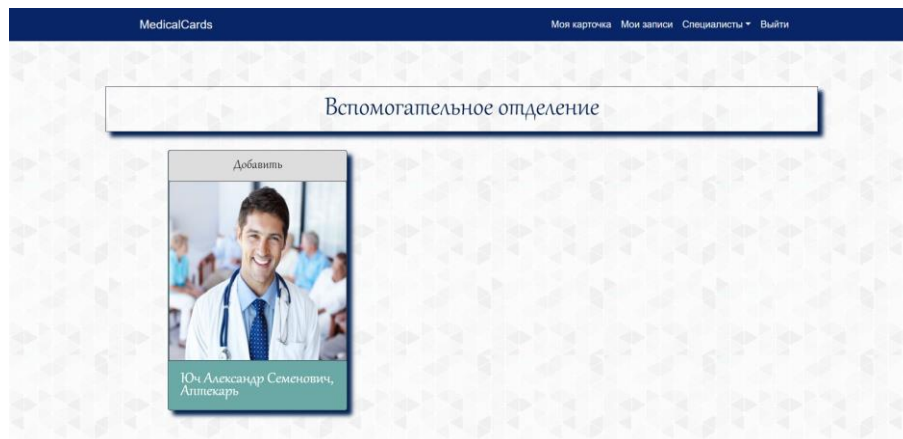 MedicalCards
Моя карточка Мои записи Специалисты Выйти
Вспомогательное отделение
Добавить
Юч Александр Семенович,
Аптекарь